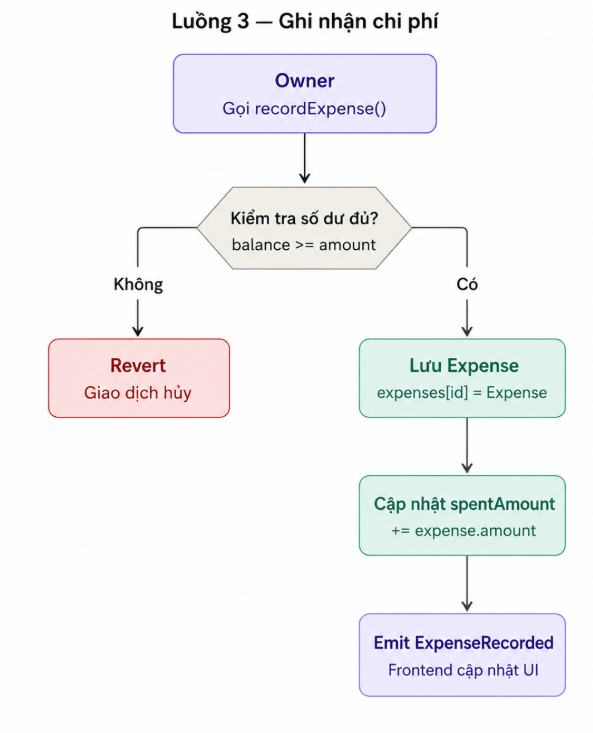 Luồng 3 — Ghi nhận chi phí
Owner
Gọi recordExpense()
Kiểm tra số dư đủ?
balance >= amount
Không
Có
Revert
Giao dịch hủy
Lưu Expense
expenses[id] = Expense
Cập nhật spentAmount
+= expense.amount
Emit ExpenseRecorded
Frontend cập nhật UI